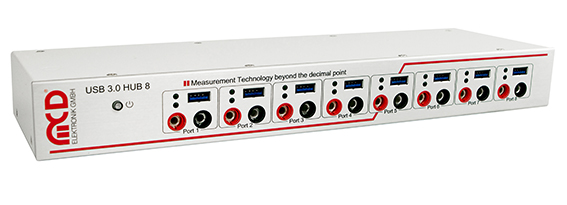 MCD
ELEKTRONIK GMBH
USB 3.0 HUB 8
Measurement Technology beyond the decimal point
Port 1
Port 2
Port 3
Port 4
Port 5
Port 6
Port 7
Port 8